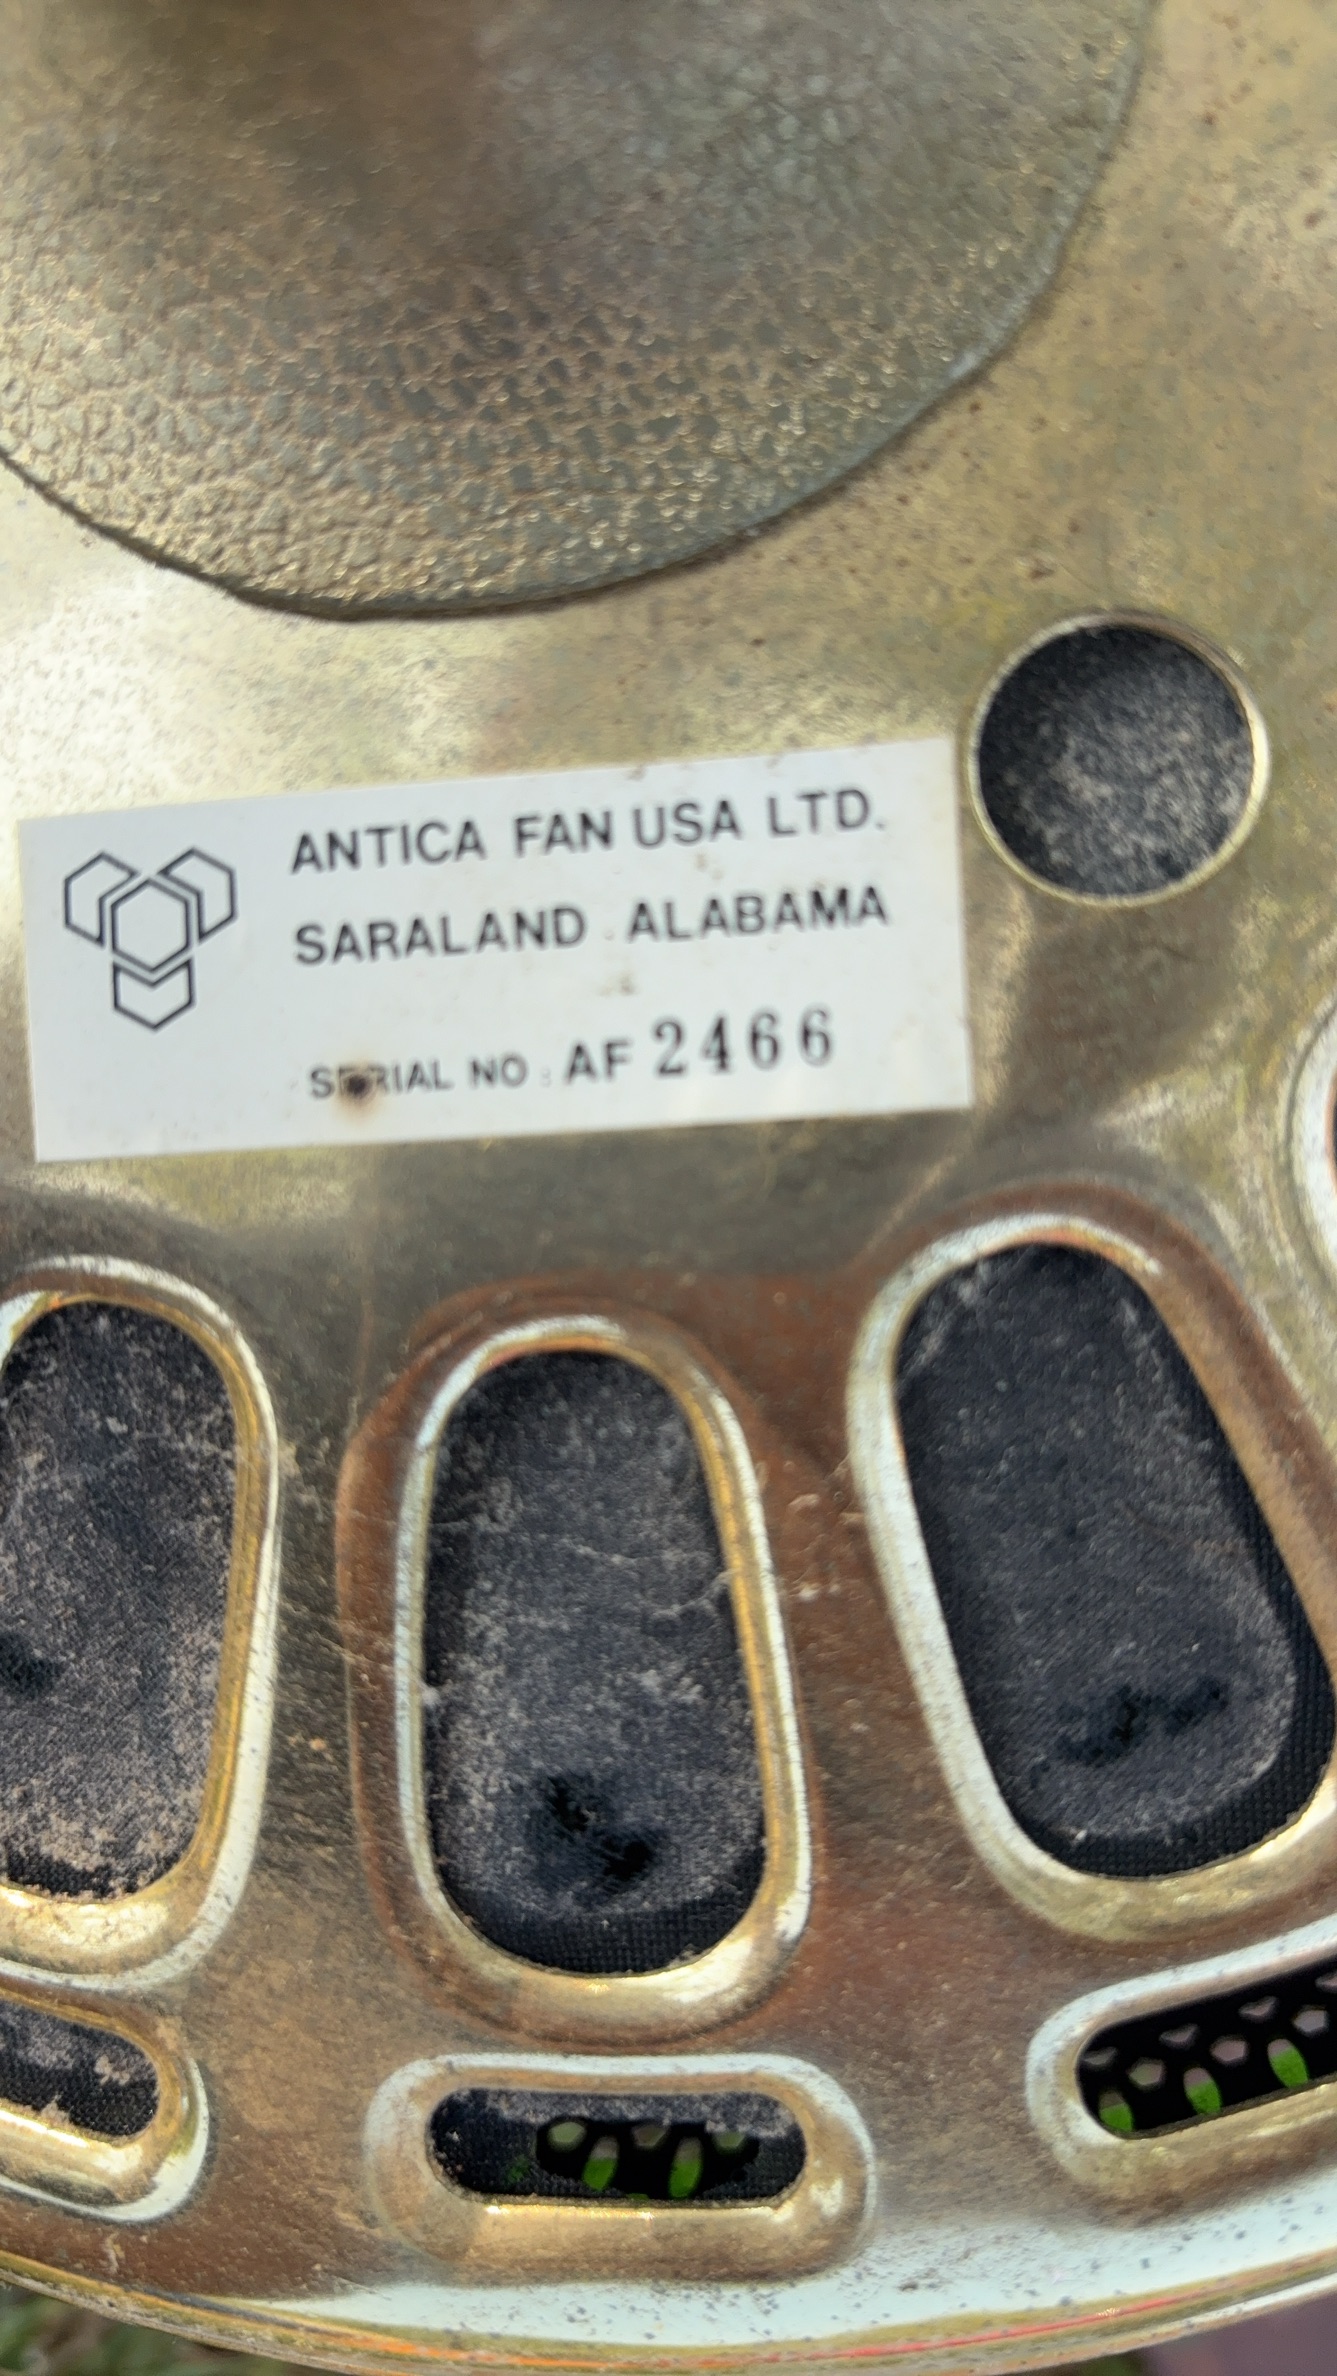 ANTICA FAN USA LTD.
SARALAND ALABAMA
SERIAL NO: AF 2466